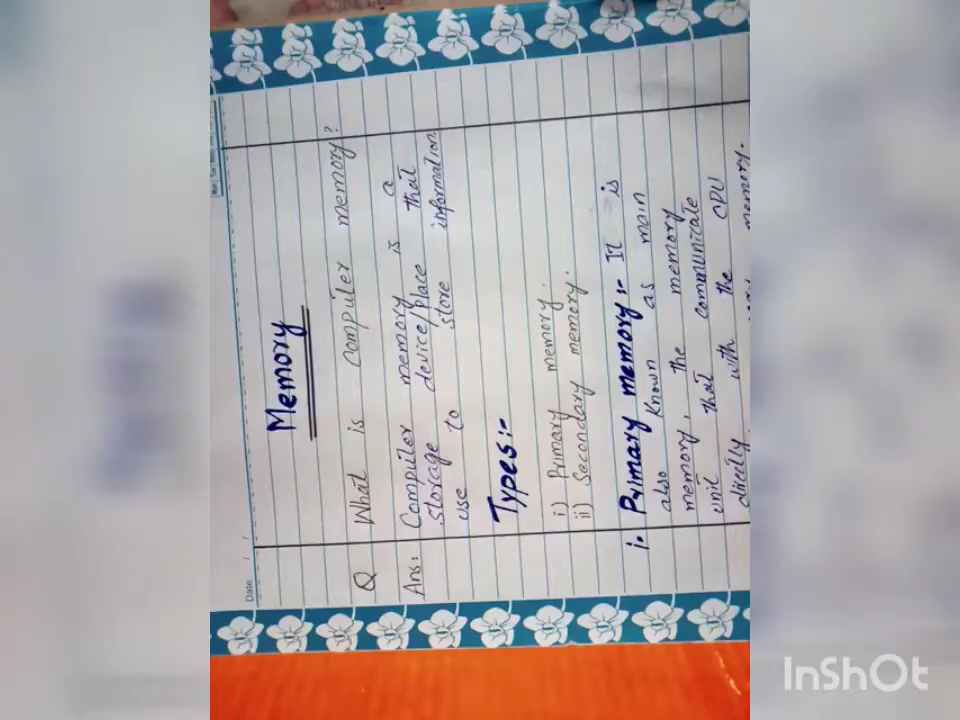 Date
Memory
Q What is computer memory?
Ans: Computer memory is a
storage device/place that
use to store information.
Types:-
i) Primary memory.
ii) Secondary memory.
i. Primary memory:- It is
also known as main
memory, the memory
unit that communicate
directly with the CPU
memory.
InShOt